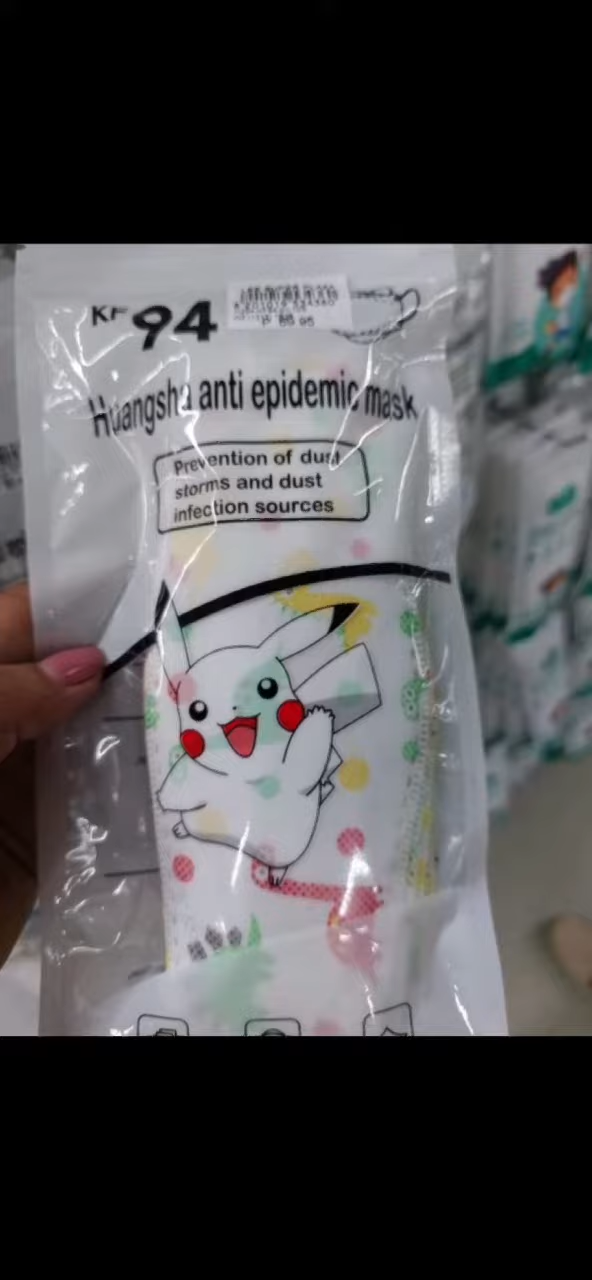 KF94
Huangsha anti epidemic mask
Prevention of dust
storms and dust
infection sources